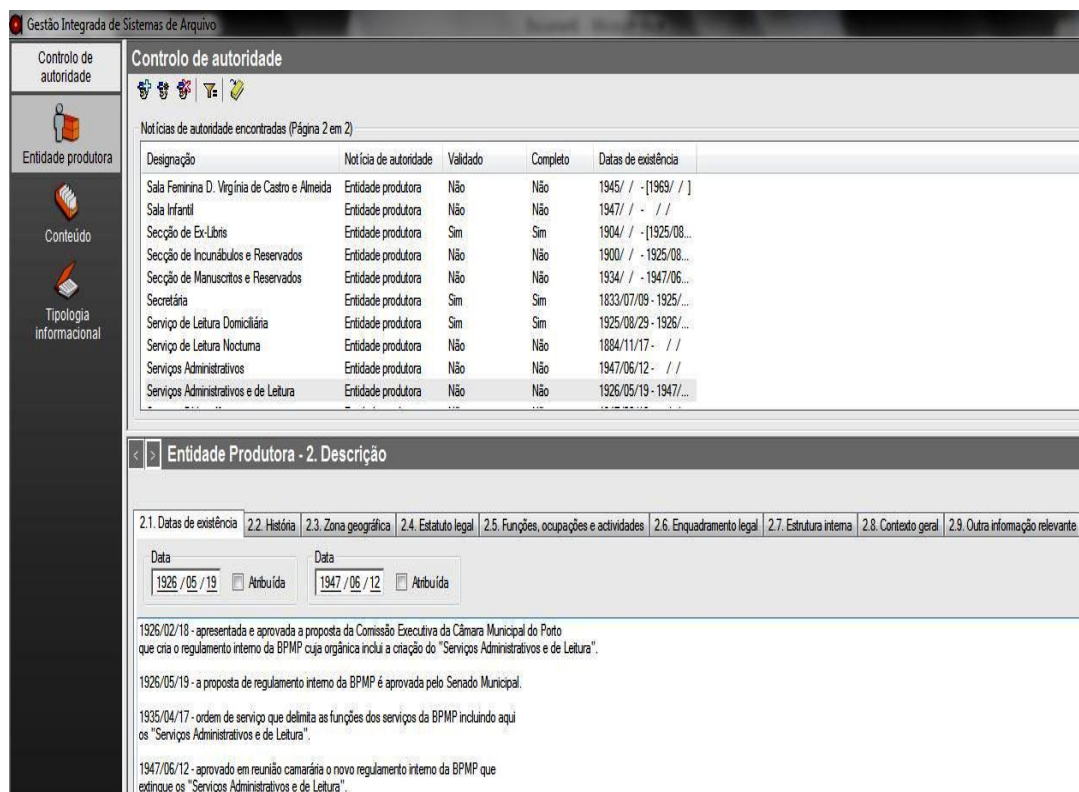 Gestão Integrada de Sistemas de Arquivo
Controlo de
autoridade
Entidade produtora
Conteúdo
Tipologia
informacional
Controlo de autoridade
Notícias de autoridade encontradas (Página 2 em 2)
Designação Notícia de autoridade Validado Completo Datas de existência
Sala Feminina D. Virgínia de Castro e Almeida Entidade produtora Não Não 1945/ / - [1969/ / ]
Sala Infantil Entidade produtora Não Não 1947/ / - / /
Secção de Ex-Libris Entidade produtora Sim Sim 1904/ / - [1925/08...
Secção de Incunábulos e Reservados Entidade produtora Não Não 1900/ / - 1925/08...
Secção de Manuscritos e Reservados Entidade produtora Não Não 1934/ / - 1947/06...
Secretária Entidade produtora Sim Sim 1833/07/09 - 1925/...
Serviço de Leitura Domiciliária Entidade produtora Sim Sim 1925/08/29 - 1926/...
Serviço de Leitura Nocturna Entidade produtora Não Não 1884/11/17 - / /
Serviços Administrativos Entidade produtora Não Não 1947/06/12 - / /
Serviços Administrativos e de Leitura Entidade produtora Não Não 1926/05/19 - 1947/...
< > Entidade Produtora - 2. Descrição
2.1. Datas de existência 2.2. História 2.3. Zona geográfica 2.4. Estatuto legal 2.5. Funções, ocupações e actividades 2.6. Enquadramento legal 2.7. Estrutura interna 2.8. Contexto geral 2.9. Outra informação relevante
Data Data
1926 / 05 / 19 Atribuída 1947 / 06 / 12 Atribuída
1926/02/18 - apresentada e aprovada a proposta da Comissão Executiva da Câmara Municipal do Porto
que cria o regulamento interno da BPMP cuja orgânica inclui a criação do "Serviços Administrativos e de Leitura".
1926/05/19 - a proposta de regulamento interno da BPMP é aprovada pelo Senado Municipal.
1935/04/17 - ordem de serviço que delimita as funções dos serviços da BPMP incluindo aqui
os "Serviços Administrativos e de Leitura".
1947/06/12 - aprovado em reunião camarária o novo regulamento interno da BPMP que
extingue os "Serviços Administrativos e de Leitura".